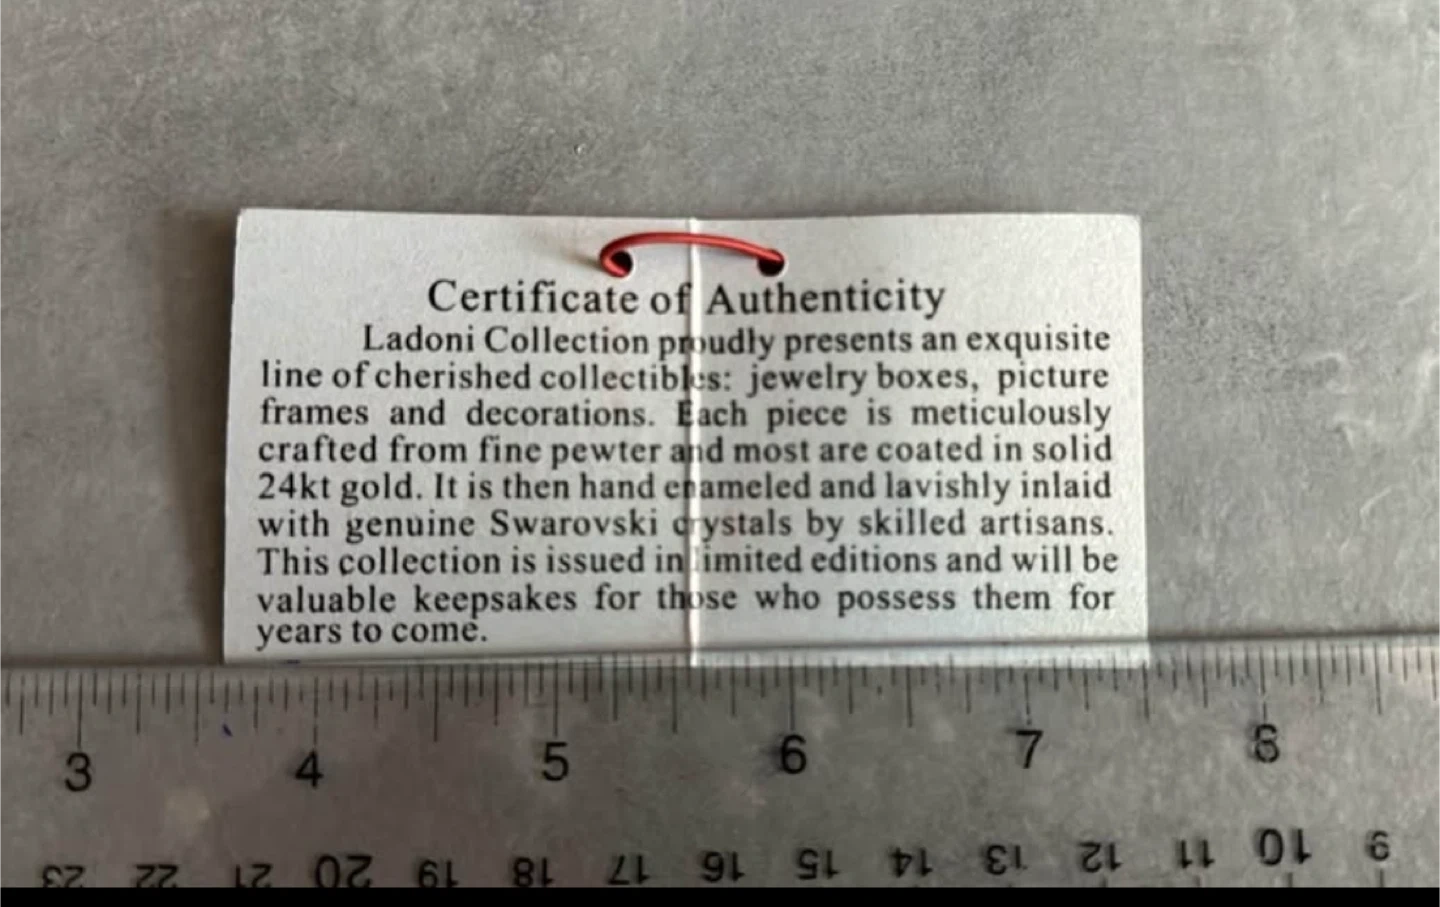 Certificate of Authenticity
Ladoni Collection proudly presents an exquisite
line of cherished collectibles: jewelry boxes, picture
frames and decorations. Each piece is meticulously
crafted from fine pewter and most are coated in solid
24kt gold. It is then hand enameled and lavishly inlaid
with genuine Swarovski crystals by skilled artisans.
This collection is issued in limited editions and will be
valuable keepsakes for those who possess them for
years to come.
3 4 5 6 7 8
23 22 21 20 19 18 17 16 15 14 13 12 11 10 9